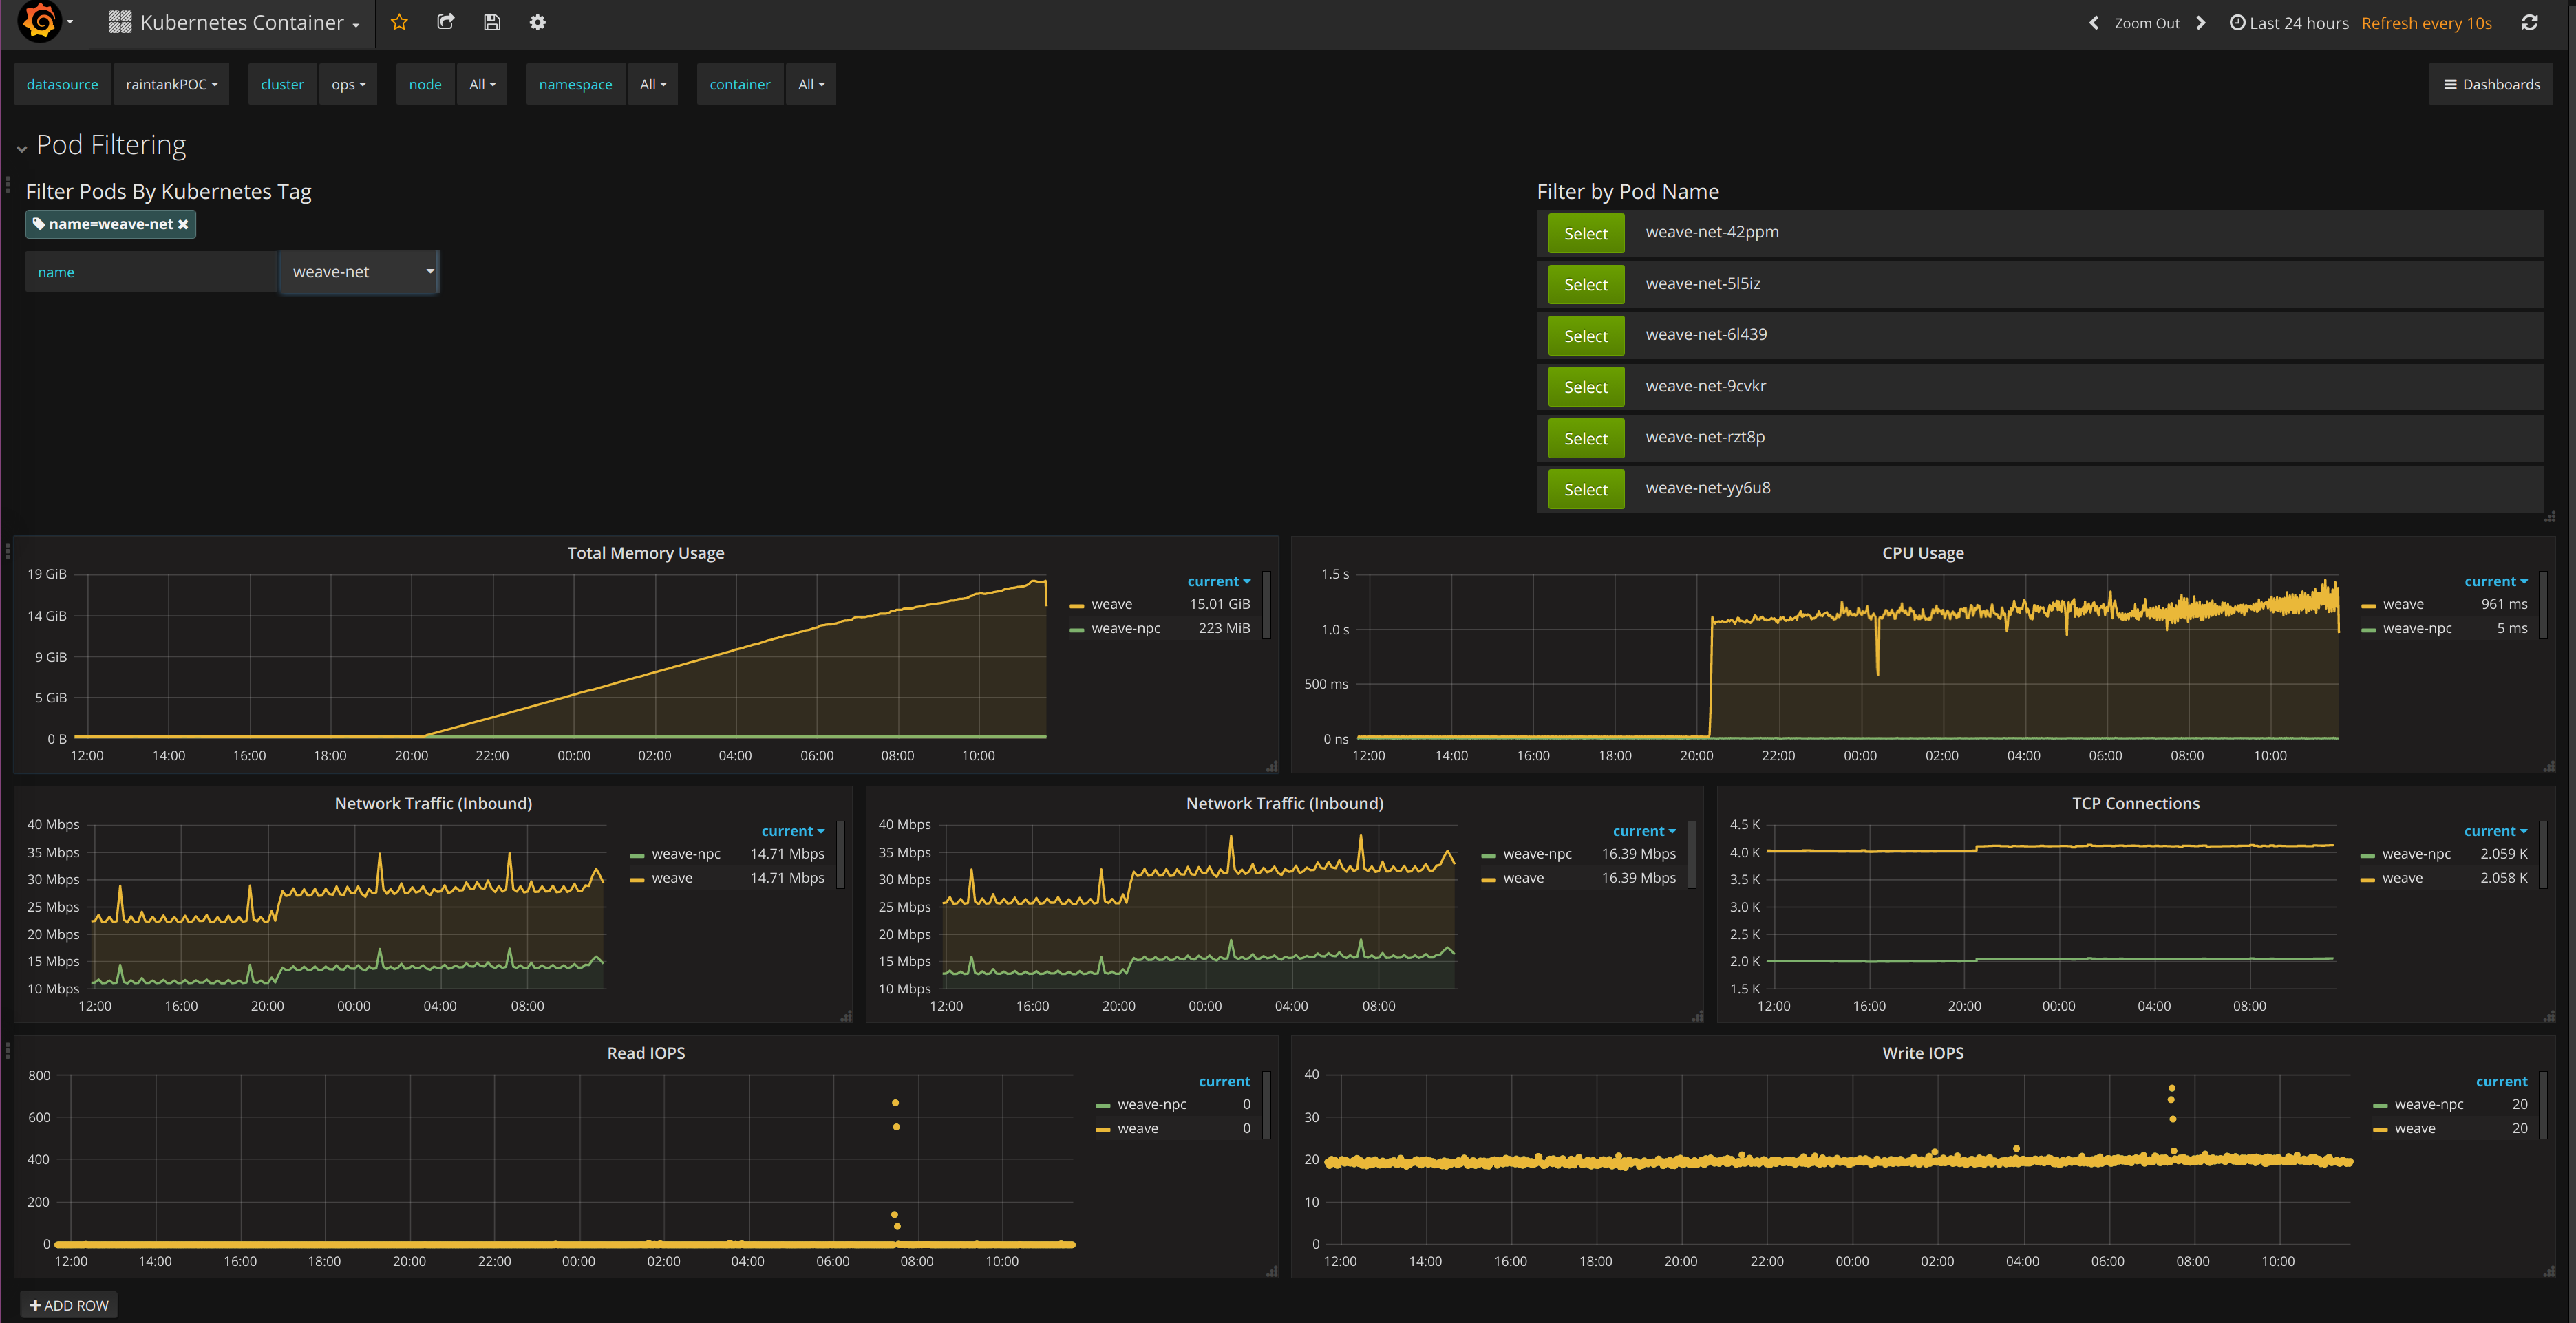 Kubernetes Container
Zoom Out
Last 24 hours
Refresh every 10s
datasource raintankPOC cluster ops node All namespace All container All
Dashboards
Pod Filtering
Filter Pods By Kubernetes Tag
name=weave-net
name weave-net
Filter by Pod Name
Select weave-net-42ppm
Select weave-net-5l5iz
Select weave-net-6l439
Select weave-net-9cvkr
Select weave-net-rzt8p
Select weave-net-yy6u8
Total Memory Usage
19 GiB
14 GiB
9 GiB
5 GiB
0 B
12:00 14:00 16:00 18:00 20:00 22:00 00:00 02:00 04:00 06:00 08:00 10:00
current
weave 15.01 GiB
weave-npc 223 MiB
CPU Usage
1.5 s
1.0 s
500 ms
0 ns
12:00 14:00 16:00 18:00 20:00 22:00 00:00 02:00 04:00 06:00 08:00 10:00
current
weave 961 ms
weave-npc 5 ms
Network Traffic (Inbound)
40 Mbps
35 Mbps
30 Mbps
25 Mbps
20 Mbps
15 Mbps
10 Mbps
12:00 16:00 20:00 00:00 04:00 08:00
current
weave-npc 14.71 Mbps
weave 14.71 Mbps
Network Traffic (Inbound)
40 Mbps
35 Mbps
30 Mbps
25 Mbps
20 Mbps
15 Mbps
10 Mbps
12:00 16:00 20:00 00:00 04:00 08:00
current
weave-npc 16.39 Mbps
weave 16.39 Mbps
TCP Connections
4.5 K
4.0 K
3.5 K
3.0 K
2.5 K
2.0 K
1.5 K
12:00 16:00 20:00 00:00 04:00 08:00
current
weave-npc 2.059 K
weave 2.058 K
Read IOPS
800
600
400
200
0
12:00 14:00 16:00 18:00 20:00 22:00 00:00 02:00 04:00 06:00 08:00 10:00
current
weave-npc 0
weave 0
Write IOPS
40
30
20
10
0
12:00 14:00 16:00 18:00 20:00 22:00 00:00 02:00 04:00 06:00 08:00 10:00
current
weave-npc 20
weave 20
ADD ROW